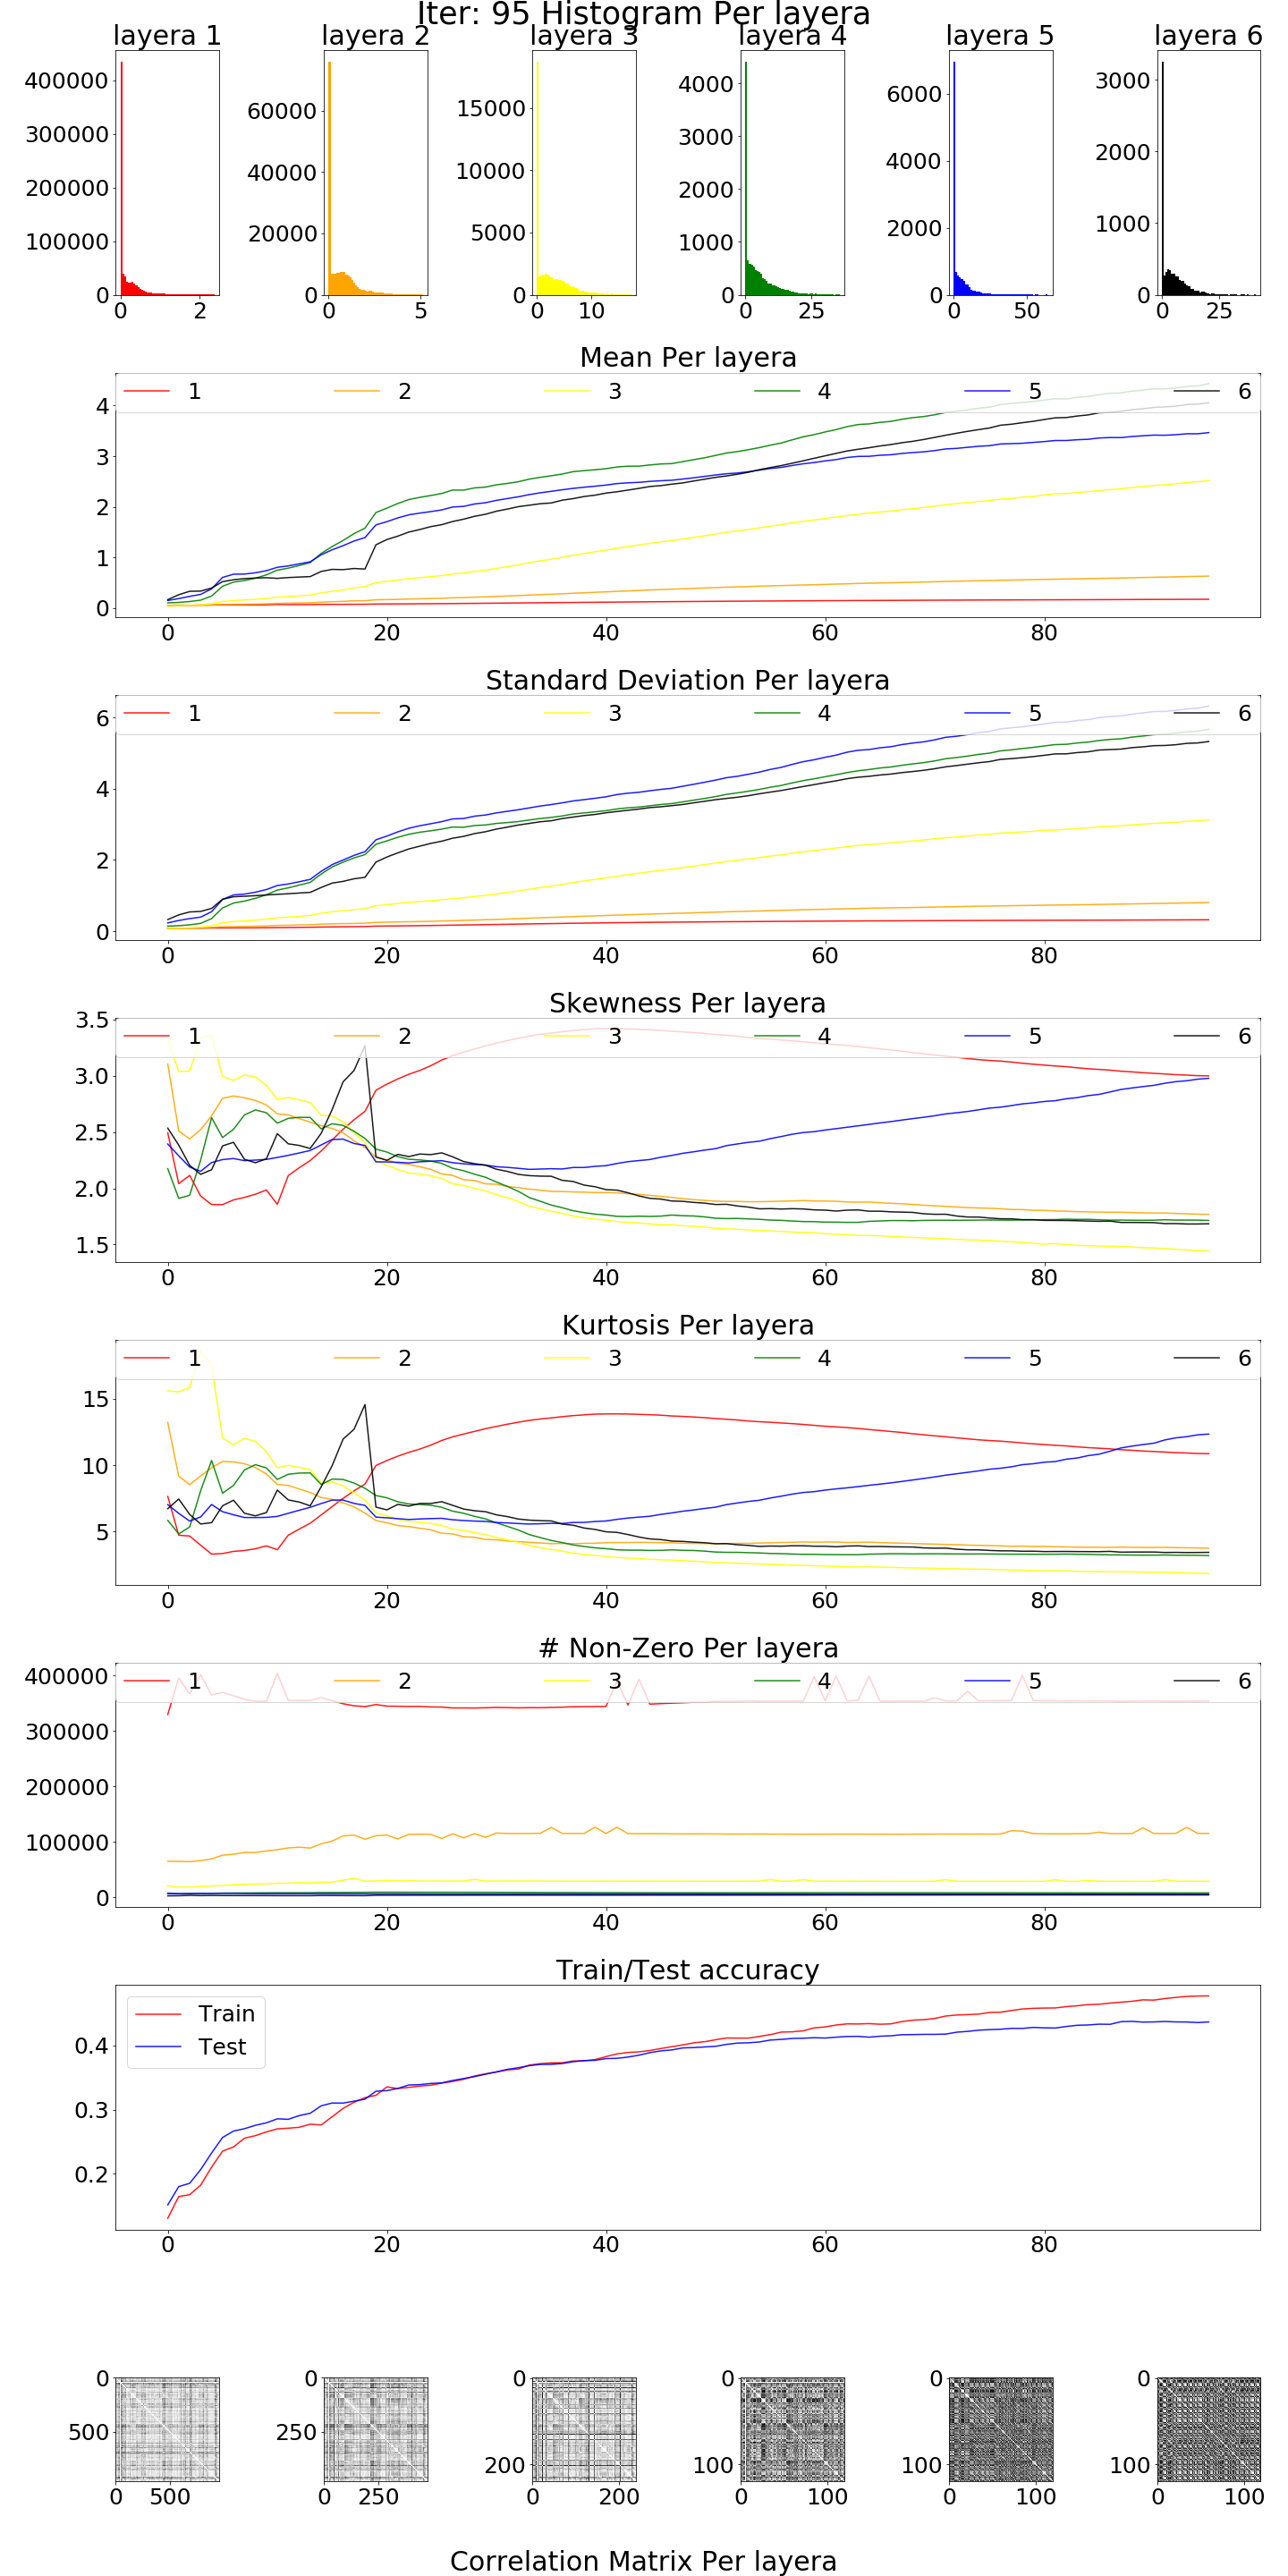 Iter: 95 Histogram Per layera
layera 1 layera 2 layera 3 layera 4 layera 5 layera 6
400000 300000 200000 100000 0
60000 40000 20000 0
15000 10000 5000 0
4000 3000 2000 1000 0
6000 4000 2000 0
3000 2000 1000 0
0 2 0 5 0 10 0 25 0 50 0 25
Mean Per layera
1 2 3 4 5 6
4
3
2
1
0
0 20 40 60 80
Standard Deviation Per layera
1 2 3 4 5 6
6
4
2
0
0 20 40 60 80
Skewness Per layera
1 2 3 4 5 6
3.5
3.0
2.5
2.0
1.5
0 20 40 60 80
Kurtosis Per layera
1 2 3 4 5 6
15
10
5
0 20 40 60 80
# Non-Zero Per layera
1 2 3 4 5 6
400000
300000
200000
100000
0
0 20 40 60 80
Train/Test accuracy
Train
Test
0.4
0.3
0.2
0 20 40 60 80
0 0 0 0 0 0
500 250 200 100 100 100
0 500 0 250 0 200 0 100 0 100 0 100
Correlation Matrix Per layera